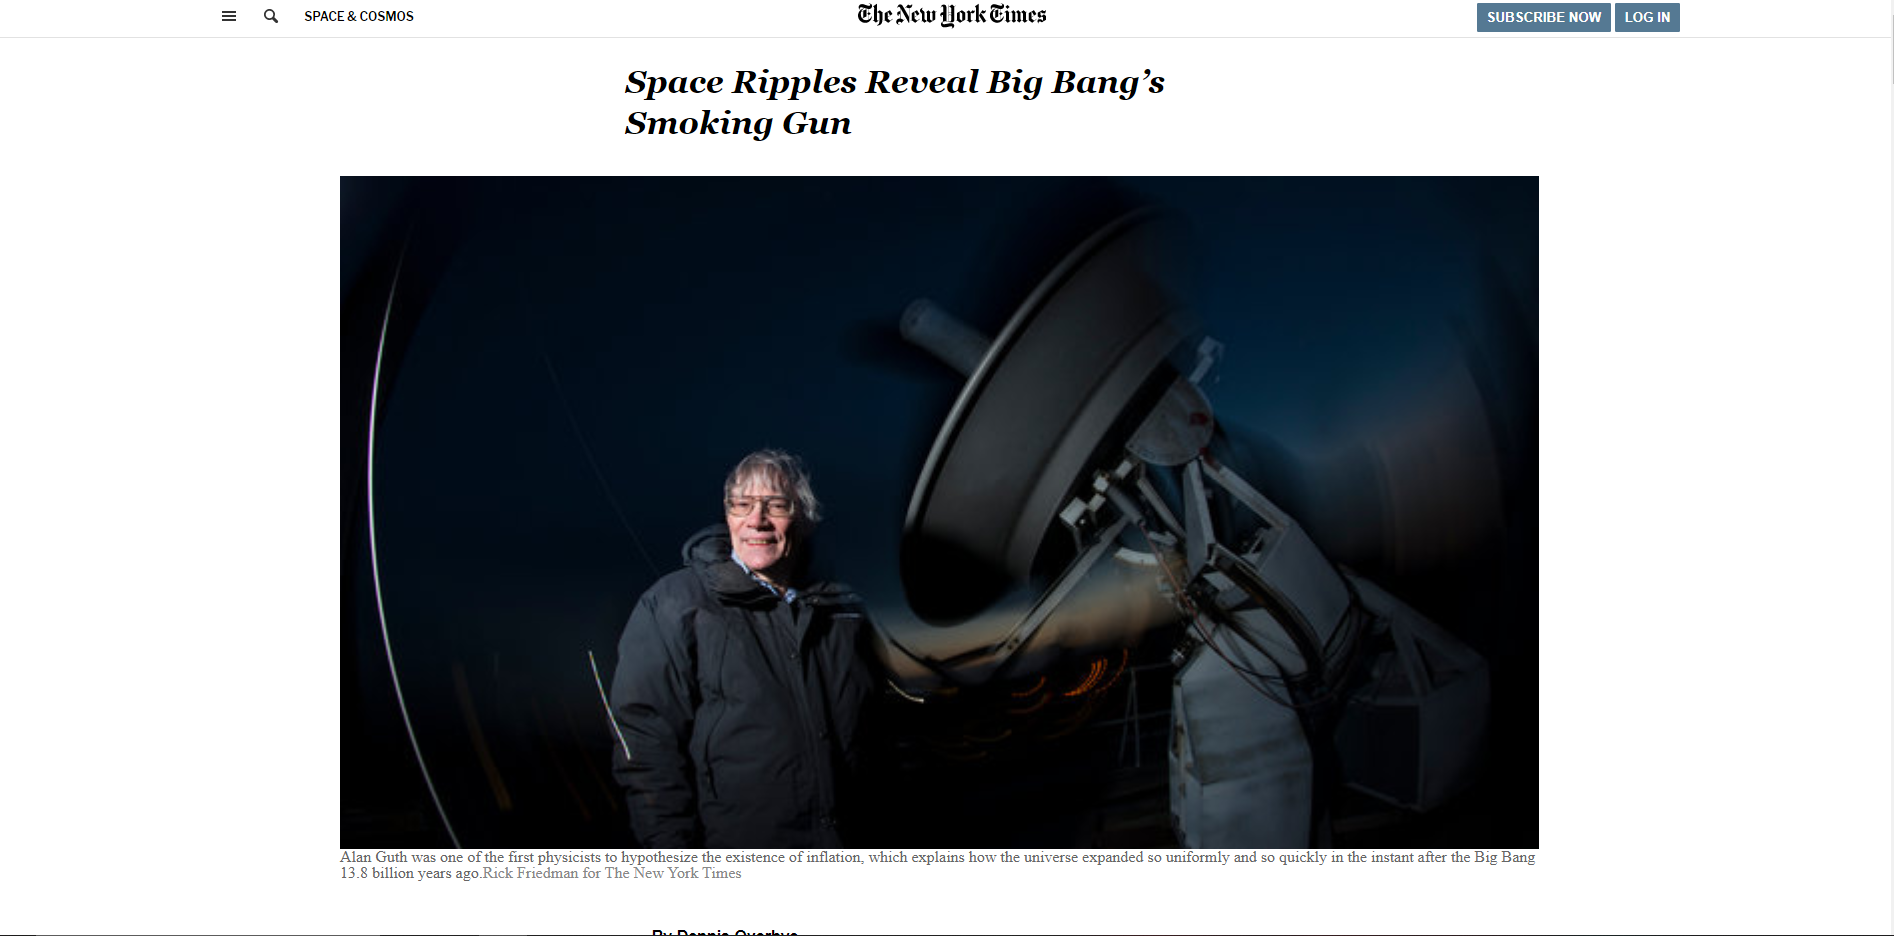 SPACE & COSMOS
The New York Times
SUBSCRIBE NOW
LOG IN
Space Ripples Reveal Big Bang’s
Smoking Gun
Alan Guth was one of the first physicists to hypothesize the existence of inflation, which explains how the universe expanded so uniformly and so quickly in the instant after the Big Bang
13.8 billion years ago.Rick Friedman for The New York Times
By Dennis Overbye